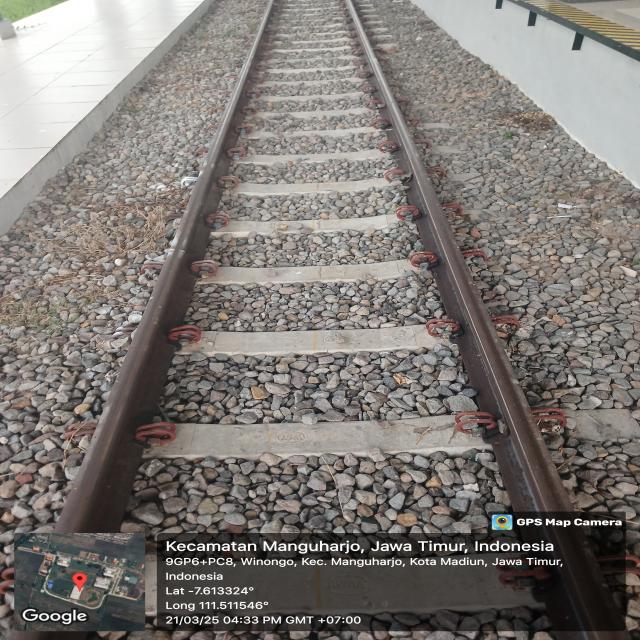 GPS Map Camera
Kecamatan Manguharjo, Jawa Timur, Indonesia
9GP6+PC8, Winongo, Kec. Manguharjo, Kota Madiun, Jawa Timur,
Indonesia
Lat -7.613324°
Long 111.511546°
21/03/25 04:33 PM GMT +07:00
Google